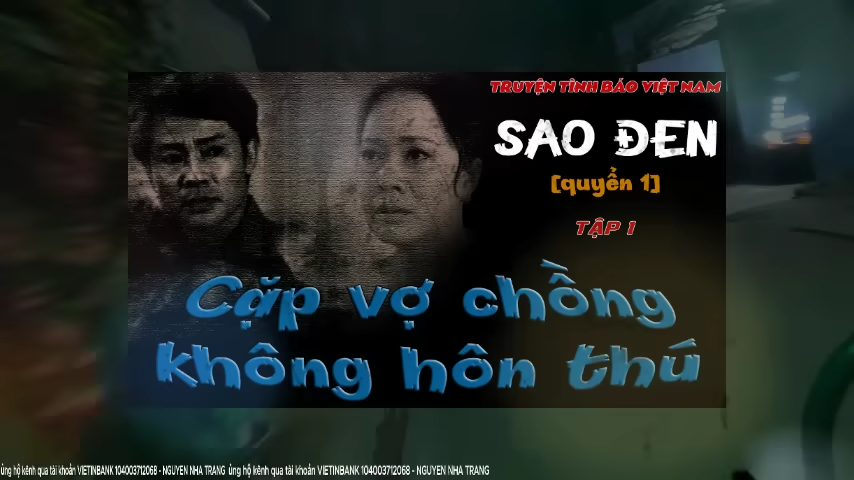 TRUYỆN TÌNH BÁO VIỆT NAM
SAO ĐEN
[quyển 1]
TẬP 1
Cặp vợ chồng
không hôn thú
ủng hộ kênh qua tài khoản VIETINBANK 104003712068 - NGUYEN NHA TRANG ủng hộ kênh qua tài khoản VIETINBANK 104003712068 - NGUYEN NHA TRANG